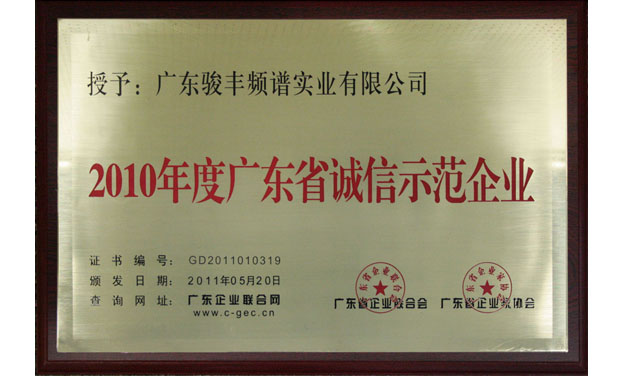 授予：广东骏丰频谱实业有限公司
2010年度广东省诚信示范企业
证书编号： GD2011010319
颁发日期： 2011年05月20日
查询网址： 广东企业联合网
www.c-gec.cn
广东省企业联合会 广东省企业家协会